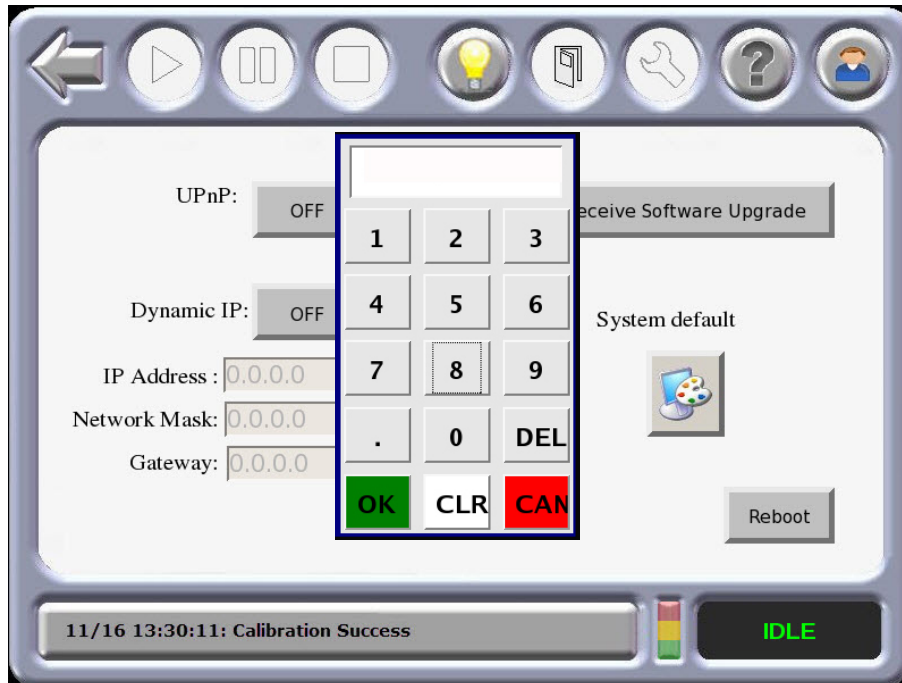 ?
UPnP:
OFF
eceive Software Upgrade
1 2 3
4 5 6
7 8 9
. 0 DEL
OK CLR CAN
Dynamic IP:
OFF
System default
IP Address : 0.0.0.0
Network Mask: 0.0.0.0
Gateway: 0.0.0.0
Reboot
11/16 13:30:11: Calibration Success
IDLE